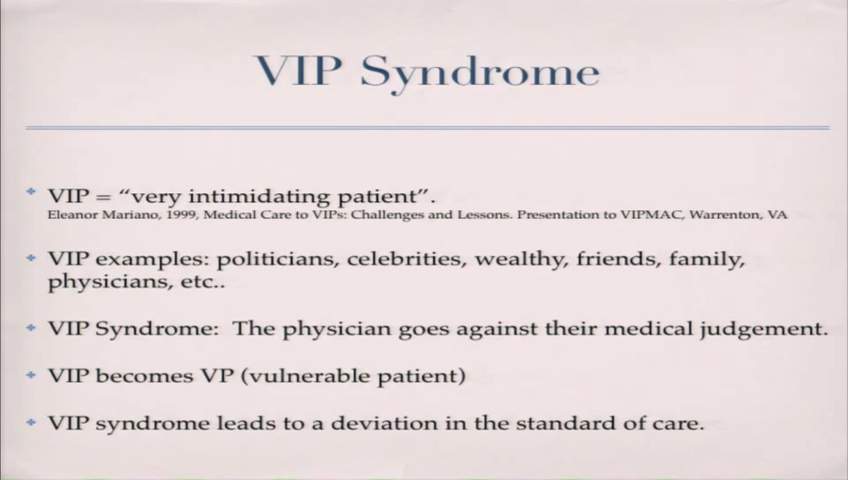 VIP Syndrome
VIP = “very intimidating patient”.
Eleanor Mariano, 1999, Medical Care to VIPs: Challenges and Lessons. Presentation to VIPMAC, Warrenton, VA
VIP examples: politicians, celebrities, wealthy, friends, family,
physicians, etc..
VIP Syndrome:  The physician goes against their medical judgement.
VIP becomes VP (vulnerable patient)
VIP syndrome leads to a deviation in the standard of care.